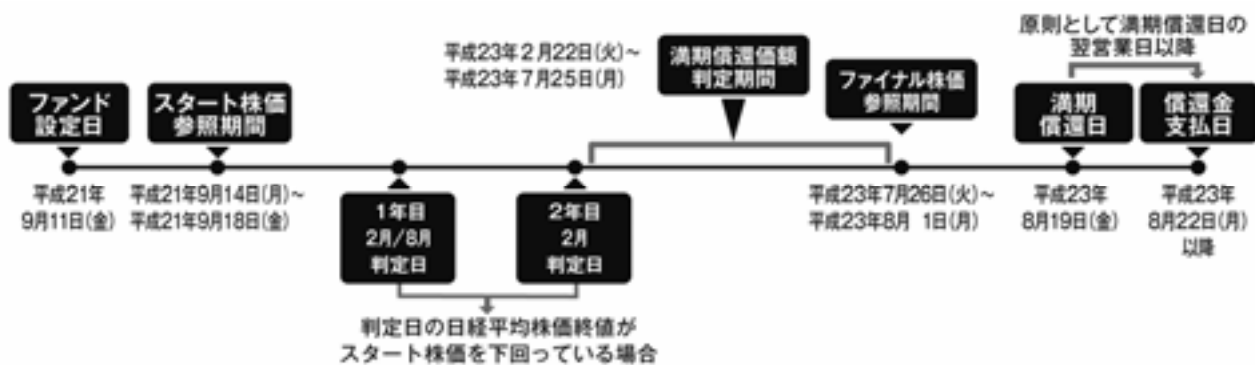 原則として満期償還日の
翌営業日以降
平成23年2月22日(火)～
平成23年7月25日(月)
満期償還価額
判定期間
ファイナル株価
参照期間
ファンド
設定日
スタート株価
参照期間
満期
償還日
償還金
支払日
平成21年
9月11日(金)
平成21年9月14日(月)～
平成21年9月18日(金)
1年目
2月/8月
判定日
2年目
2月
判定日
平成23年7月26日(火)～
平成23年8月 1日(月)
平成23年
8月19日(金)
平成23年
8月22日(月)
以降
判定日の日経平均株価終値が
スタート株価を下回っている場合